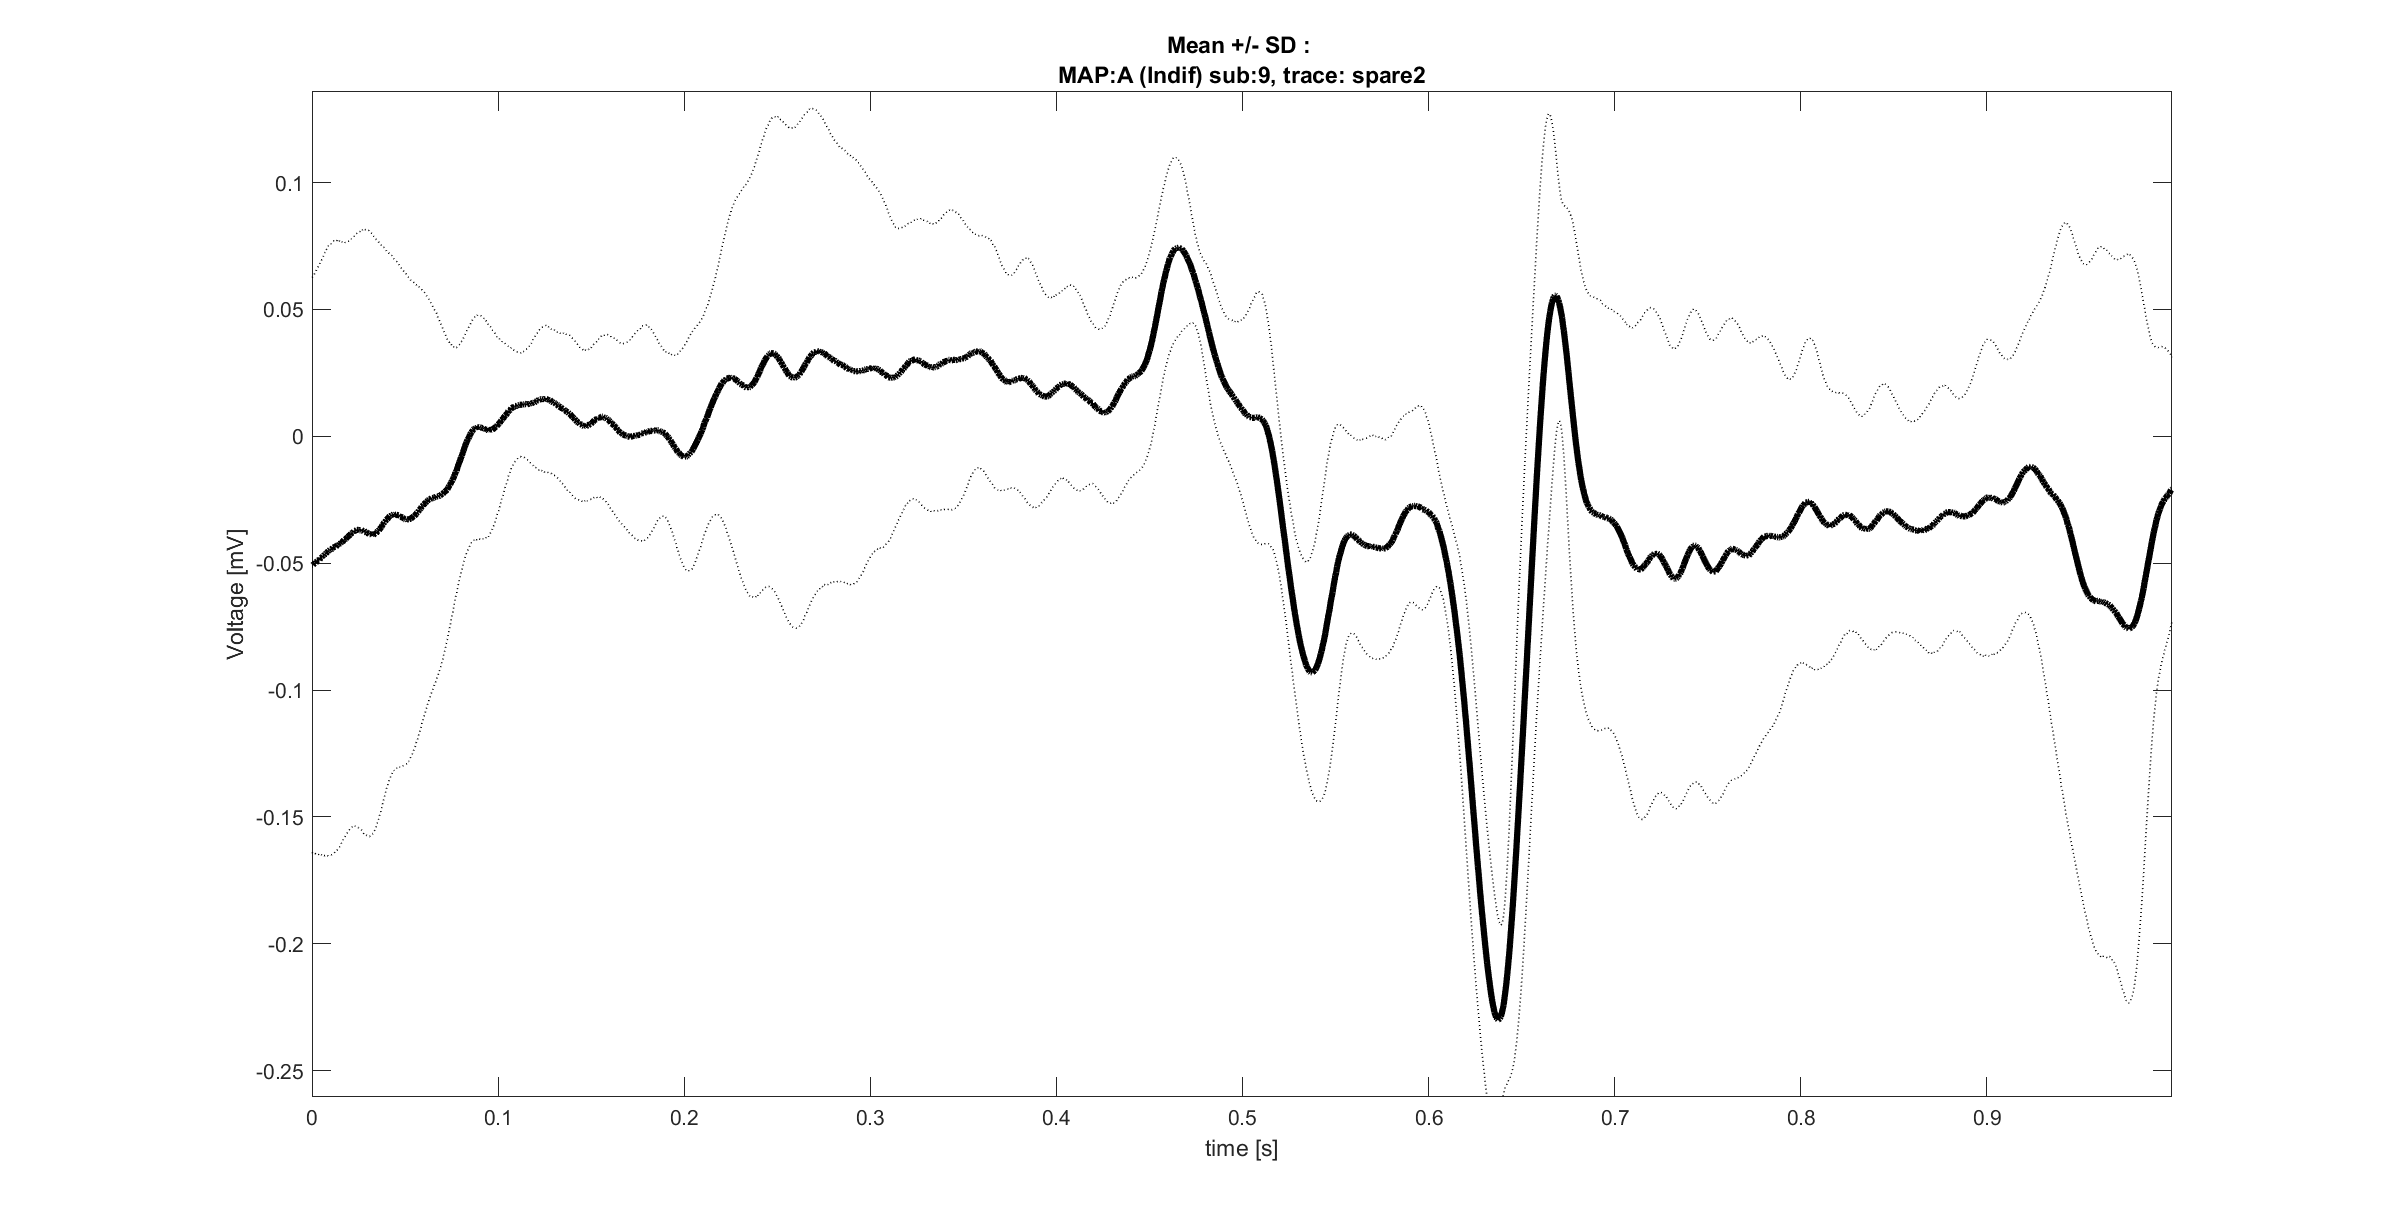 Mean +/- SD :
MAP:A (Indif) sub:9, trace: spare2
0.1
0.05
0
-0.05
-0.1
-0.15
-0.2
-0.25
Voltage [mV]
0 0.1 0.2 0.3 0.4 0.5 0.6 0.7 0.8 0.9
time [s]